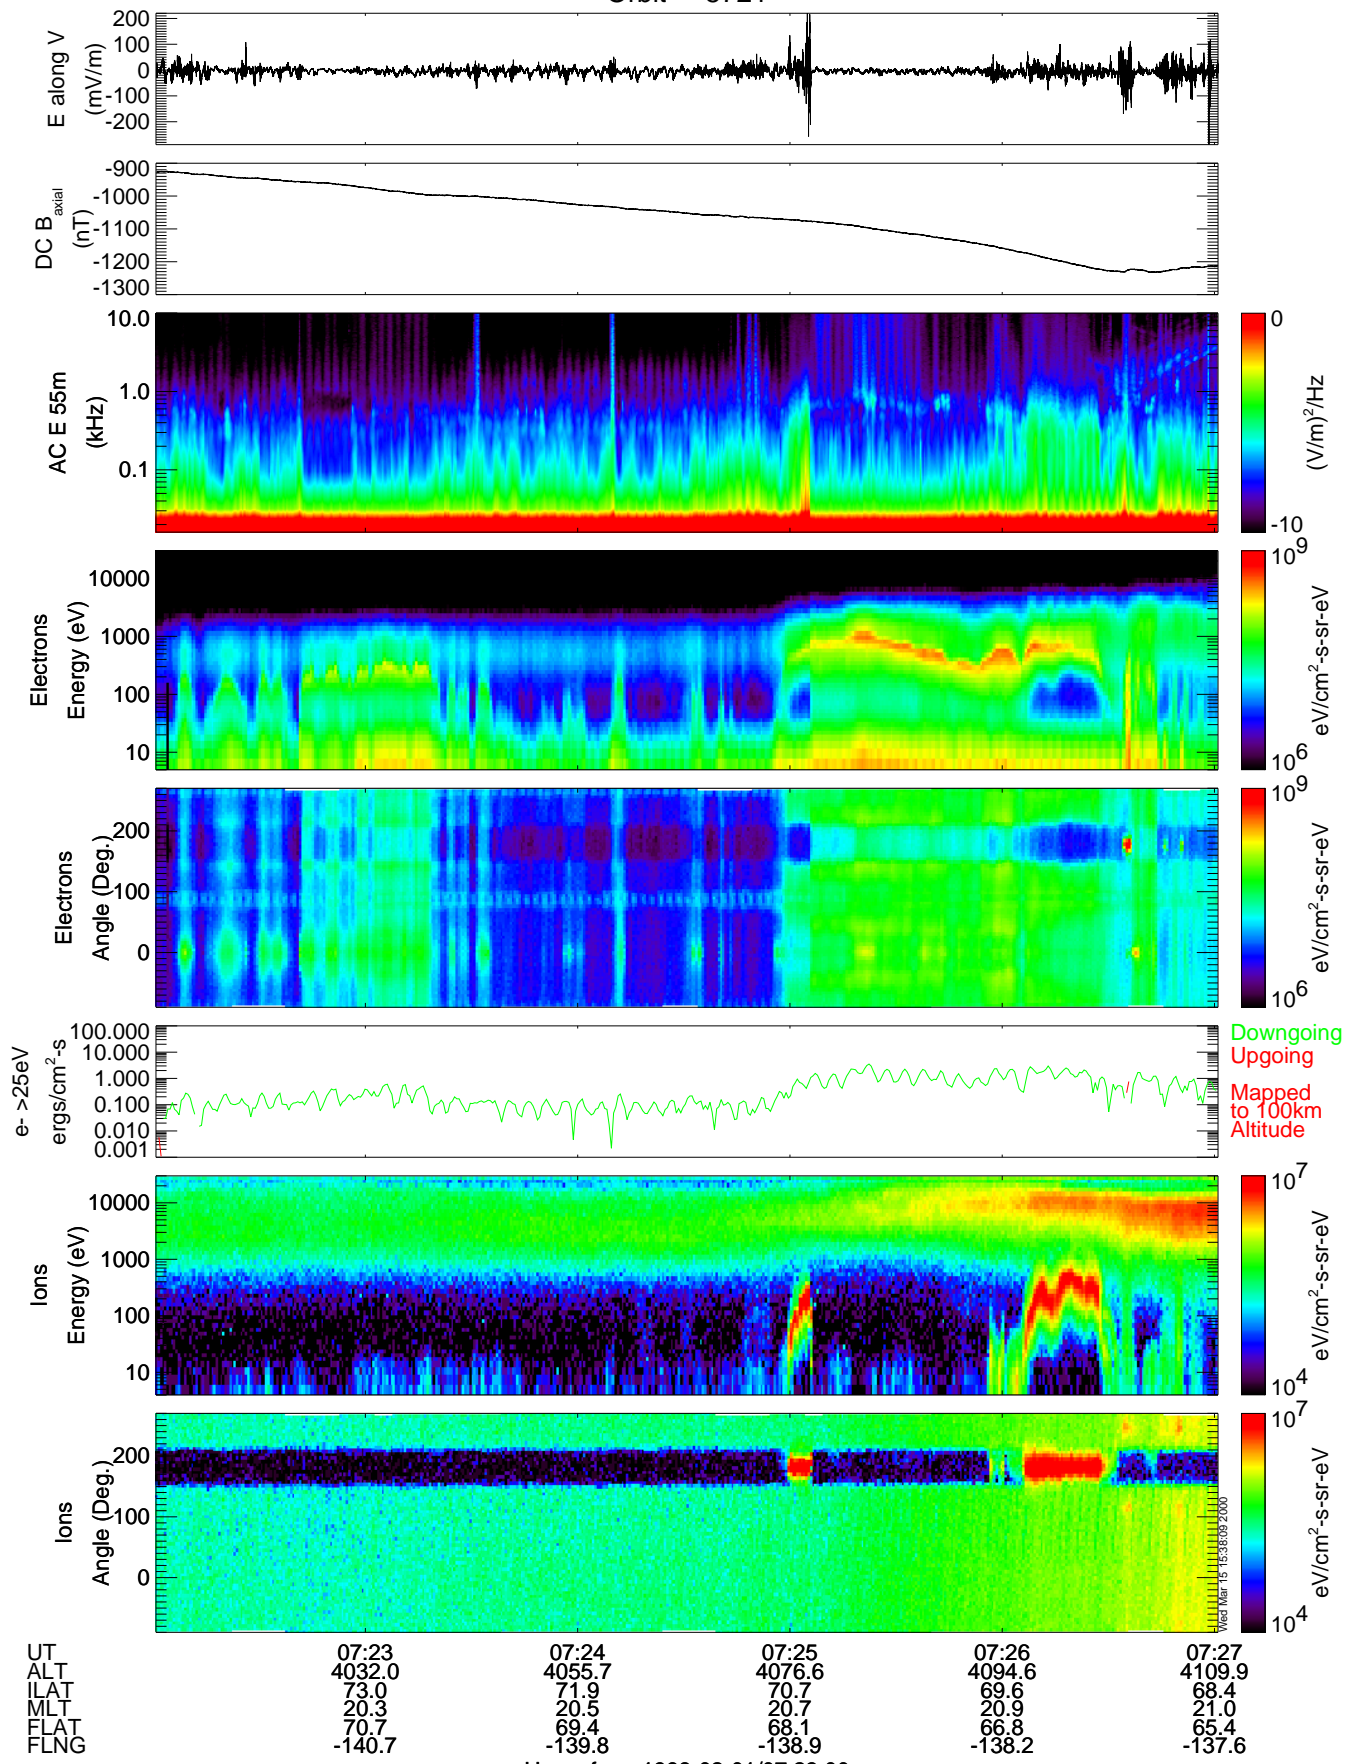 200
100
0
-100
-200
E along V
(mV/m)
-900
-1000
-1100
-1200
-1300
DC B axial
(nT)
10.0
1.0
0.1
AC E 55m
(kHz)
0
-10
(V/m)²/Hz
10000
1000
100
10
Electrons
Energy (eV)
10⁹
10⁶
eV/cm²-s-sr-eV
200
100
0
Electrons
Angle (Deg.)
10⁹
10⁶
eV/cm²-s-sr-eV
100.000
10.000
1.000
0.100
0.010
0.001
e- >25eV
ergs/cm²-s
Downgoing
Upgoing
Mapped
to 100km
Altitude
10000
1000
100
10
Ions
Energy (eV)
10⁷
10⁴
eV/cm²-s-sr-eV
200
100
0
Ions
Angle (Deg.)
10⁷
10⁴
eV/cm²-s-sr-eV
Wed Mar 15 15:38:09 2000
UT 07:23 07:24 07:25 07:26 07:27
ALT 4032.0 4055.7 4076.6 4094.6 4109.9
ILAT 73.0 71.9 70.7 69.6 68.4
MLT 20.3 20.5 20.7 20.9 21.0
FLAT 70.7 69.4 68.1 66.8 65.4
FLNG -140.7 -139.8 -138.9 -138.2 -137.6